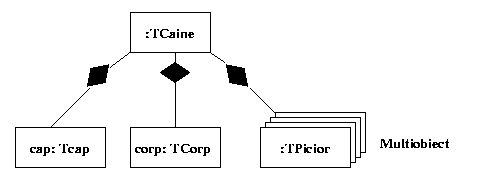 :TCaine
cap: Tcap
corp: TCorp
:TPicior
Multiobiect